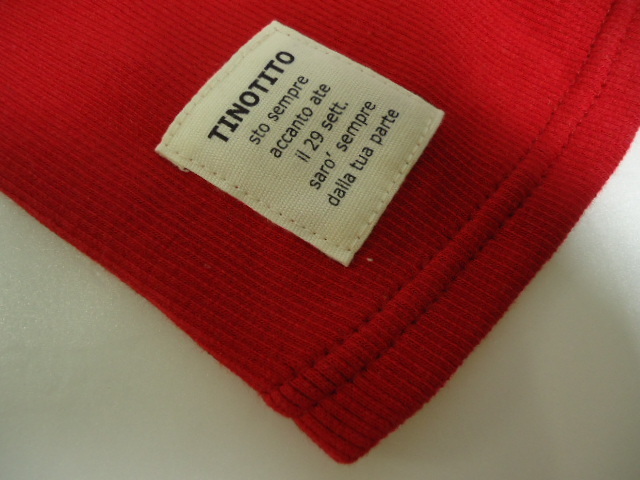 TINOTITO
sto sempre
accanto ate
il 29 sett.
saro' sempre
dalla tua parte